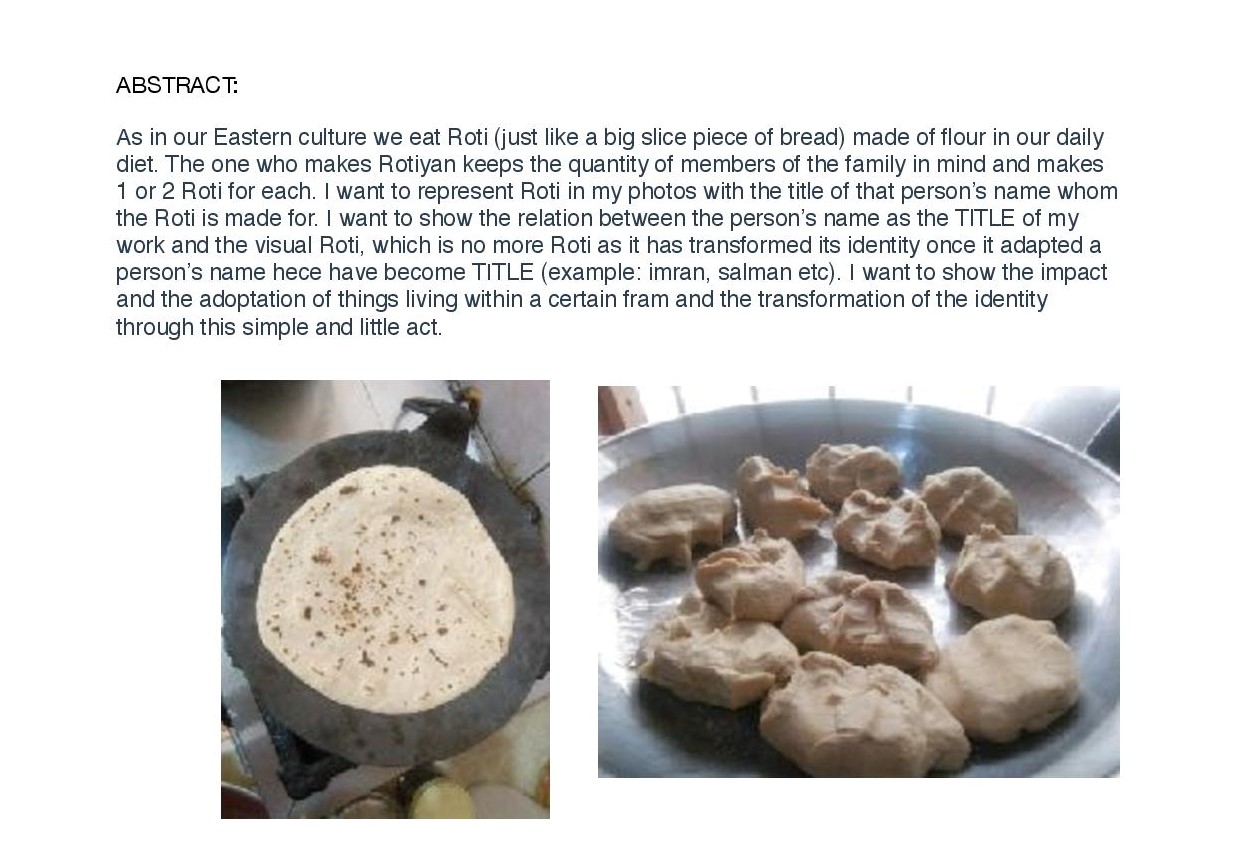 ABSTRACT:
As in our Eastern culture we eat Roti (just like a big slice piece of bread) made of flour in our daily
diet. The one who makes Rotiyan keeps the quantity of members of the family in mind and makes
1 or 2 Roti for each. I want to represent Roti in my photos with the title of that person’s name whom
the Roti is made for. I want to show the relation between the person’s name as the TITLE of my
work and the visual Roti, which is no more Roti as it has transformed its identity once it adapted a
person’s name hece have become TITLE (example: imran, salman etc). I want to show the impact
and the adoptation of things living within a certain fram and the transformation of the identity
through this simple and little act.